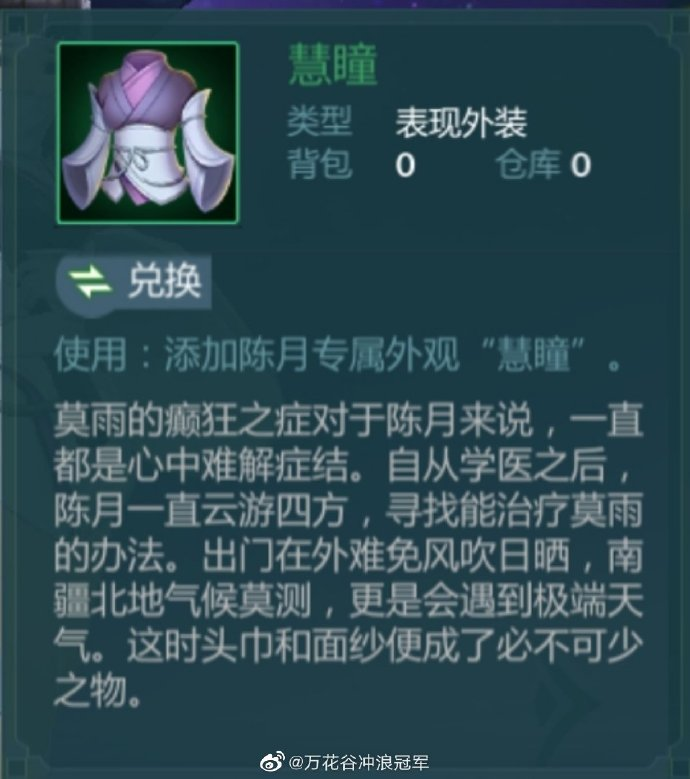 慧瞳
类型 表现外装
背包 0 仓库 0
兑换
使用：添加陈月专属外观“慧瞳”。
莫雨的癫狂之症对于陈月来说，一直
都是心中难解症结。自从学医之后，
陈月一直云游四方，寻找能治疗莫雨
的办法。出门在外难免风吹日晒，南
疆北地气候莫测，更是会遇到极端天
气。这时头巾和面纱便成了必不可少
之物。
@万花谷冲浪冠军